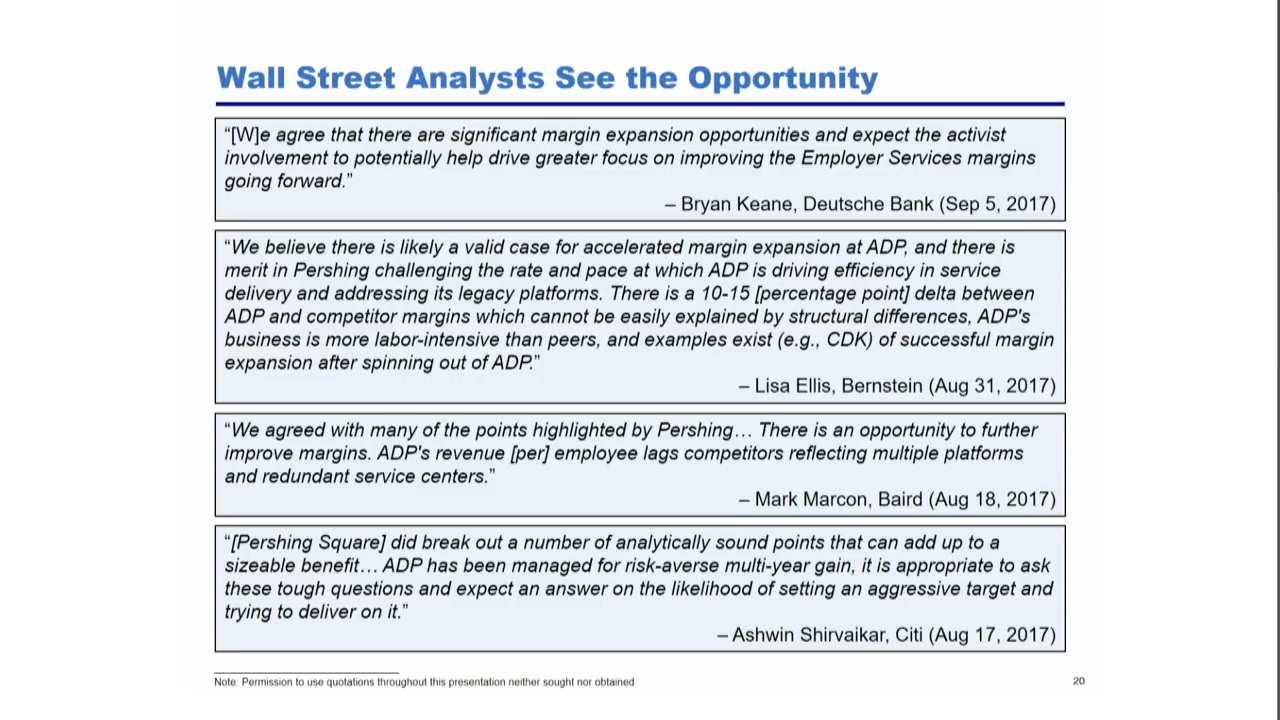 Wall Street Analysts See the Opportunity
“[W]e agree that there are significant margin expansion opportunities and expect the activist
involvement to potentially help drive greater focus on improving the Employer Services margins
going forward.”
– Bryan Keane, Deutsche Bank (Sep 5, 2017)
“We believe there is likely a valid case for accelerated margin expansion at ADP, and there is
merit in Pershing challenging the rate and pace at which ADP is driving efficiency in service
delivery and addressing its legacy platforms. There is a 10-15 [percentage point] delta between
ADP and competitor margins which cannot be easily explained by structural differences, ADP's
business is more labor-intensive than peers, and examples exist (e.g., CDK) of successful margin
expansion after spinning out of ADP.”
– Lisa Ellis, Bernstein (Aug 31, 2017)
“We agreed with many of the points highlighted by Pershing… There is an opportunity to further
improve margins. ADP's revenue [per] employee lags competitors reflecting multiple platforms
and redundant service centers.”
– Mark Marcon, Baird (Aug 18, 2017)
“[Pershing Square] did break out a number of analytically sound points that can add up to a
sizeable benefit… ADP has been managed for risk-averse multi-year gain, it is appropriate to ask
these tough questions and expect an answer on the likelihood of setting an aggressive target and
trying to deliver on it.”
– Ashwin Shirvaikar, Citi (Aug 17, 2017)
Note: Permission to use quotations throughout this presentation neither sought nor obtained.
20